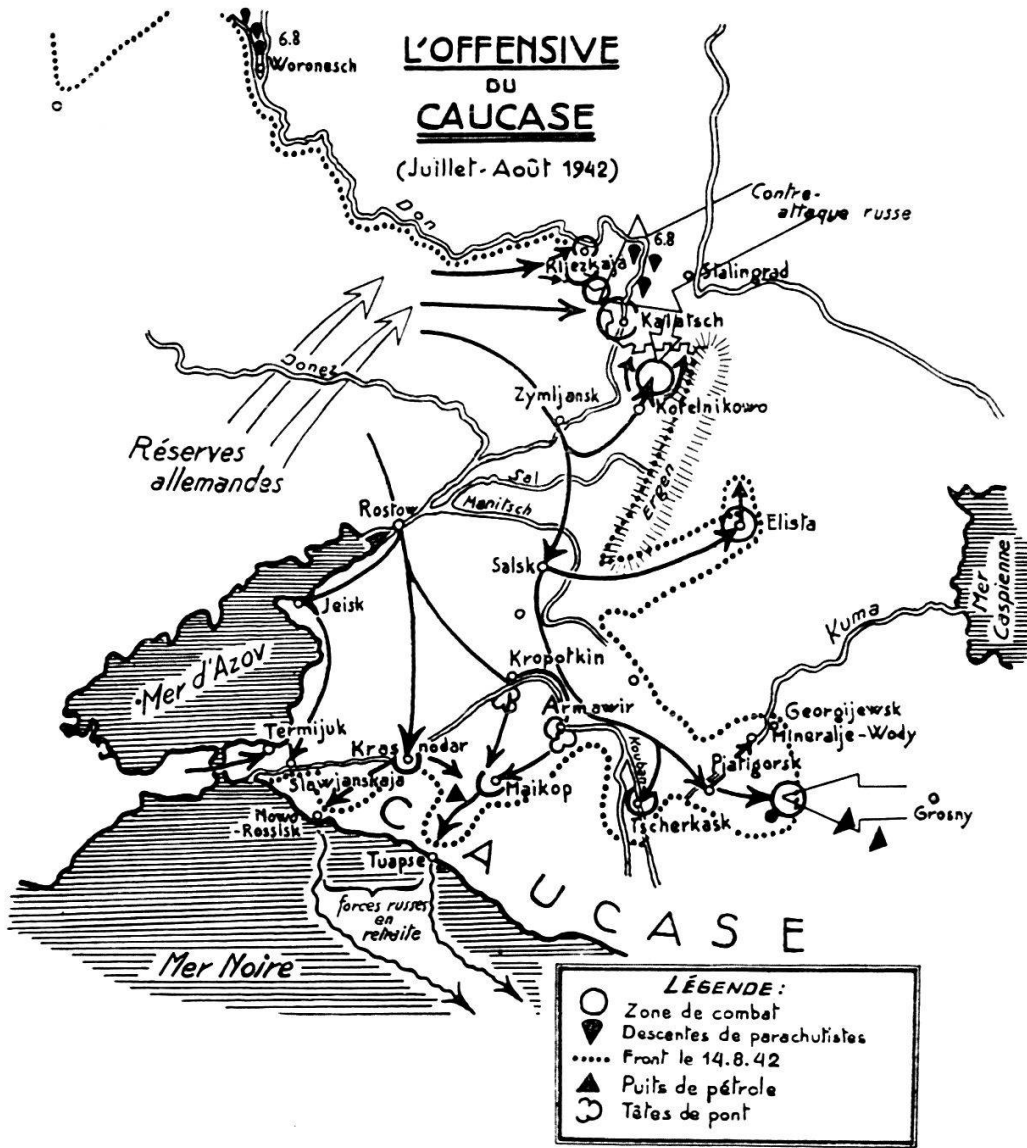 L'OFFENSIVE
DU
CAUCASE
(Juillet-Août 1942)
6.8
Woronesch
Don
Contre-
attaque russe
6.8
Kljezkaja
Stalingrad
Kalatsch
Donez
Zymljansk
Kotelnikowo
Réserves
allemandes
Sal
Manitsch
Ergen
Rostow
Elista
Salsk
Jeisk
Mer
Caspienne
Kuma
Mer d'Azov
Kropotkin
Armawir
Georgijewsk
Mineralje-Wody
Termijuk
Krasnodar
Kouban
Pjatigorsk
Slawjanskaja
Maikop
Tscherkask
Grosny
Nowo
-Rossisk
Tuapse
CAUCASE
forces russes
en
retraite
Mer Noire
LÉGENDE:
Zone de combat
Descentes de parachutistes
Front le 14.8.42
Puits de pétrole
Tâtes de pont